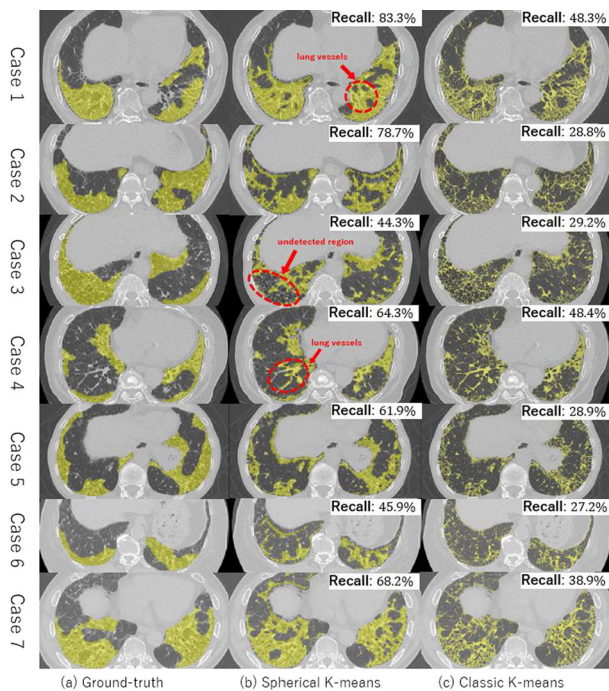 Case 1
Recall: 83.3%
Recall: 48.3%
lung vessels
Case 2
Recall: 78.7%
Recall: 28.8%
Case 3
Recall: 44.3%
Recall: 29.2%
undetected region
Case 4
Recall: 64.3%
Recall: 48.4%
lung vessels
Case 5
Recall: 61.9%
Recall: 28.9%
Case 6
Recall: 45.9%
Recall: 27.2%
Case 7
Recall: 68.2%
Recall: 38.9%
(a) Ground-truth
(b) Spherical K-means
(c) Classic K-means